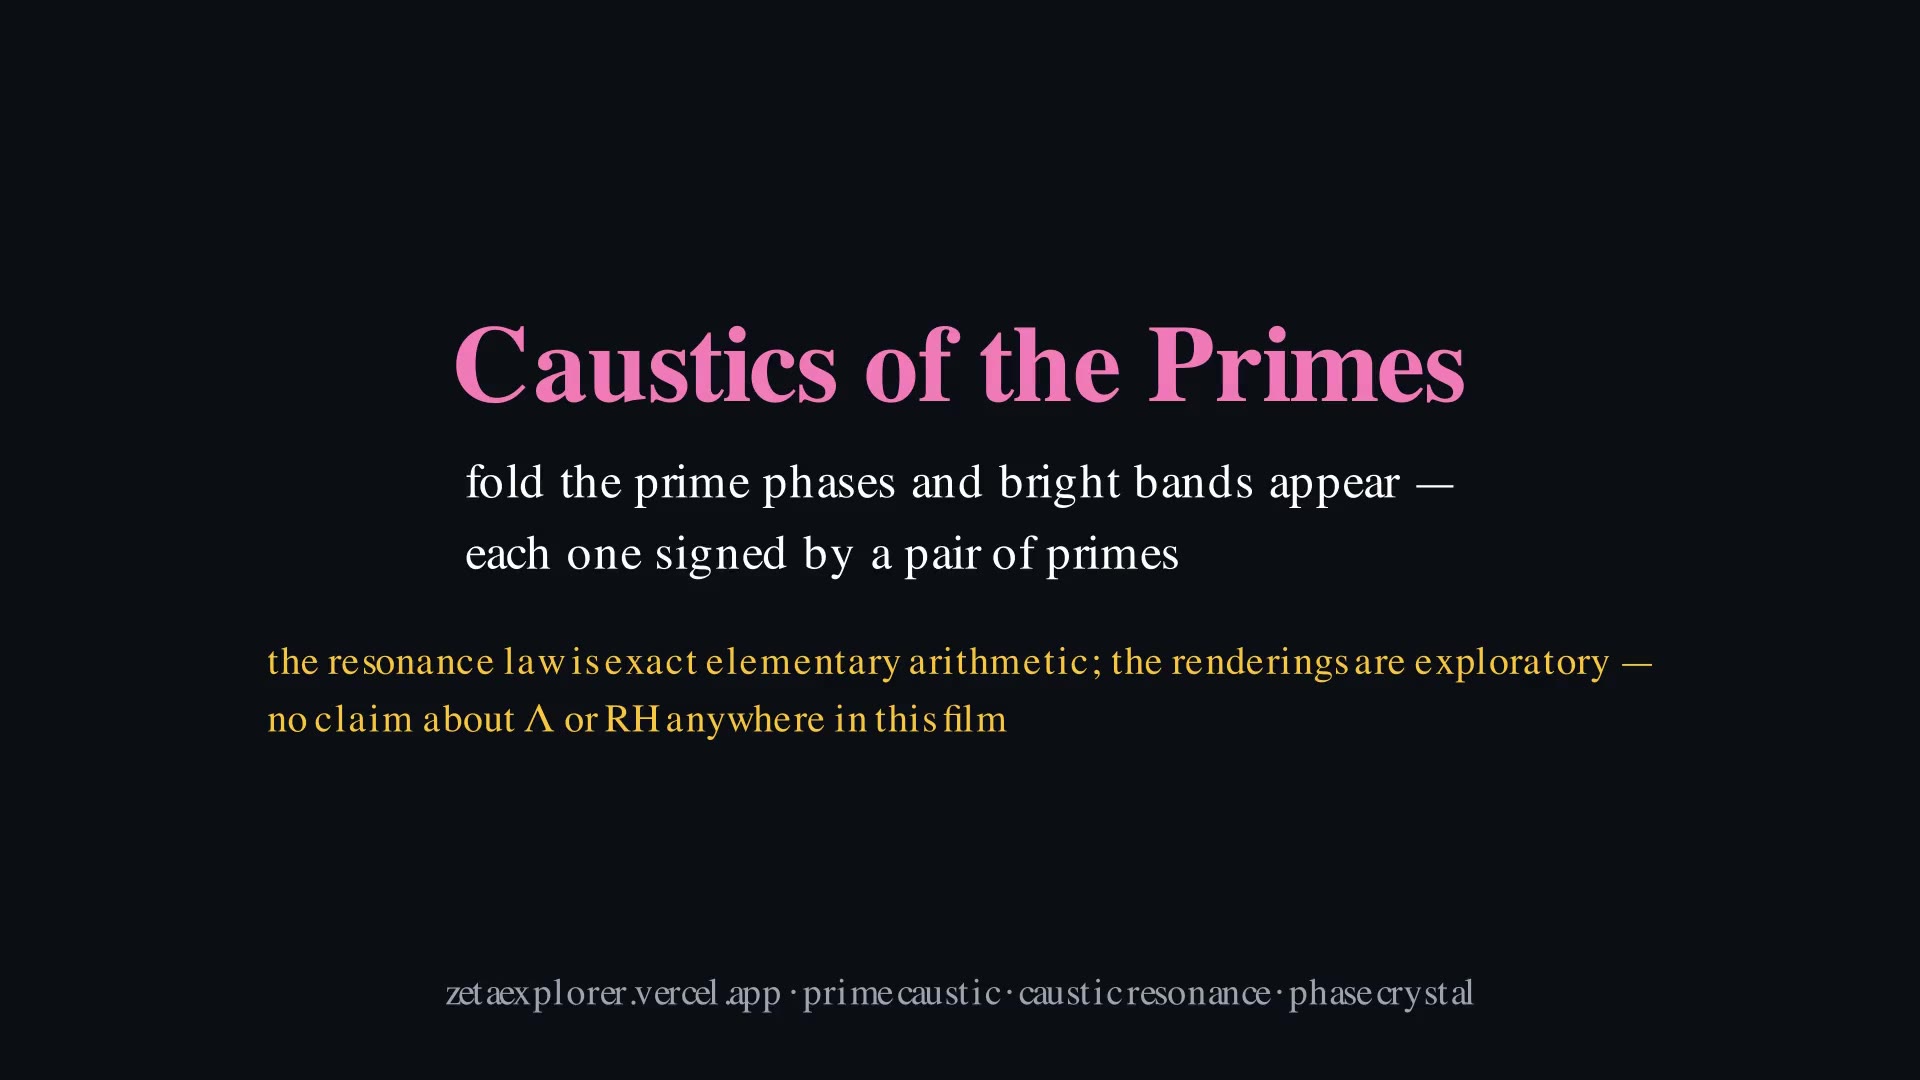 Caustics of the Primes
fold the prime phases and bright bands appear —
each one signed by a pair of primes
the resonance law is exact elementary arithmetic; the renderings are exploratory —
no claim about Λ or RH anywhere in this film
zetaexplorer.vercel.app · prime caustic · caustic resonance · phase crystal